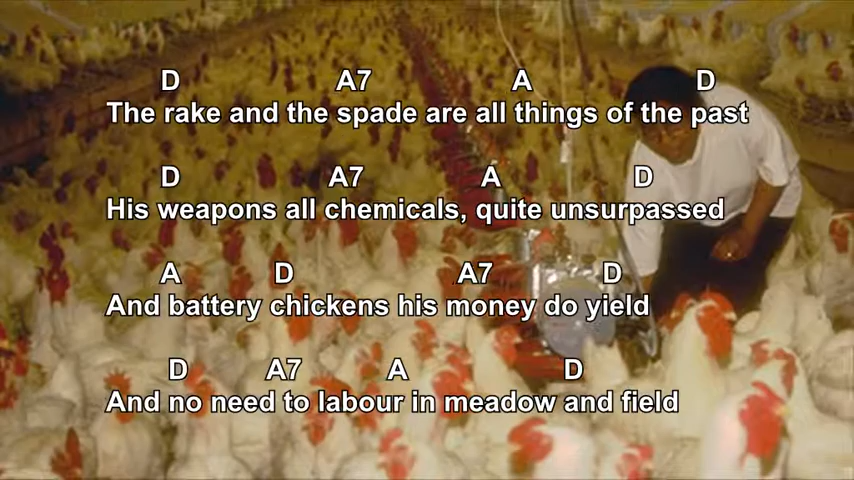 D A7 A D
The rake and the spade are all things of the past
D A7 A D
His weapons all chemicals, quite unsurpassed
A D A7 D
And battery chickens his money do yield
D A7 A D
And no need to labour in meadow and field